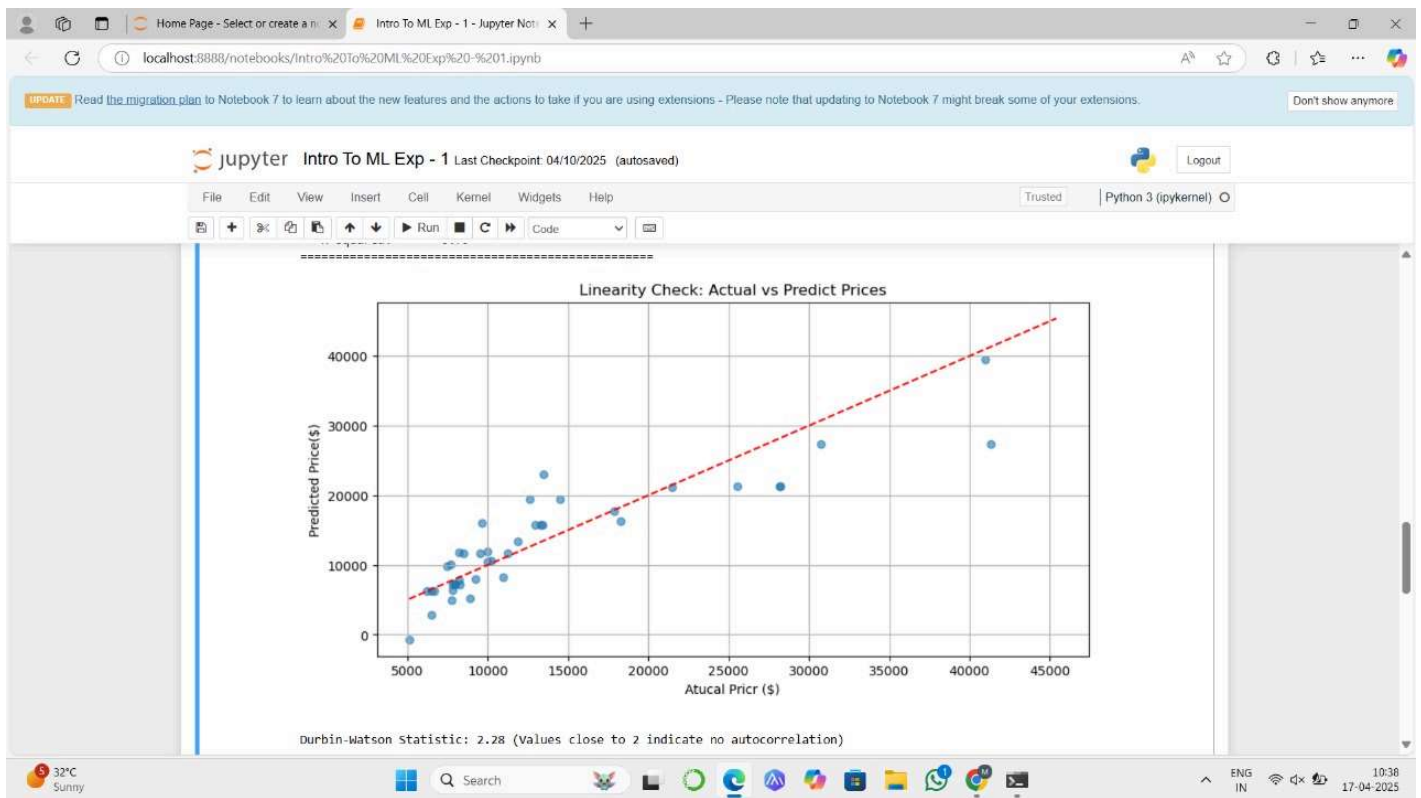 Home Page - Select or create a n
Intro To ML Exp - 1 - Jupyter Not
localhost:8888/notebooks/Intro%20To%20ML%20Exp%20-%201.ipynb
UPDATE Read the migration plan to Notebook 7 to learn about the new features and the actions to take if you are using extensions - Please note that updating to Notebook 7 might break some of your extensions.
Don't show anymore
jupyter Intro To ML Exp - 1 Last Checkpoint: 04/10/2025 (autosaved)
Logout
File Edit View Insert Cell Kernel Widgets Help
Trusted
Python 3 (ipykernel)
Run
Code
==================================================
Linearity Check: Actual vs Predict Prices
Predicted Price($)
40000
30000
20000
10000
0
5000 10000 15000 20000 25000 30000 35000 40000 45000
Atucal Pricr ($)
Durbin-Watson Statistic: 2.28 (Values close to 2 indicate no autocorrelation)
5
32°C
Sunny
Search
ENG
IN
10:38
17-04-2025